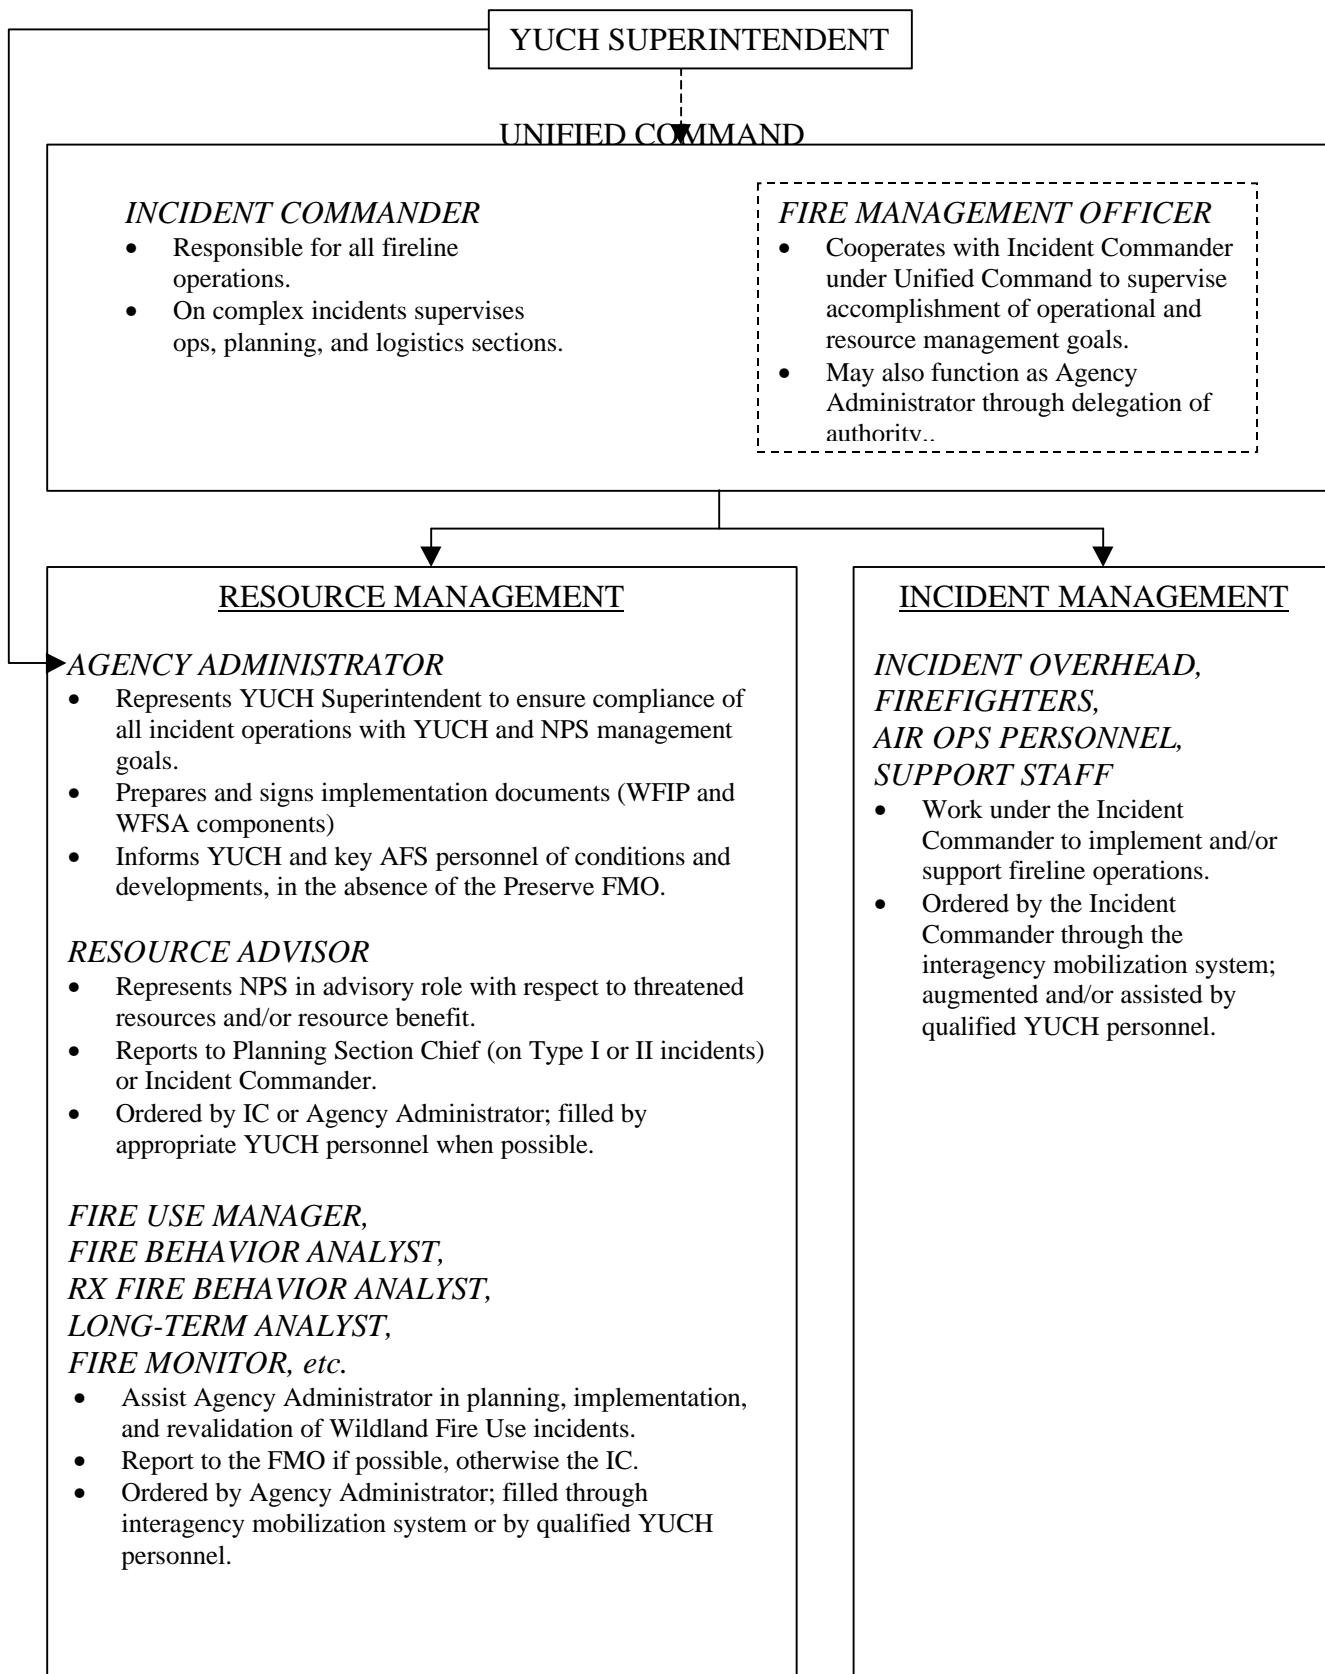 YUCH SUPERINTENDENT
UNIFIED COMMAND
INCIDENT COMMANDER
• Responsible for all fireline
operations.
• On complex incidents supervises
ops, planning, and logistics sections.
FIRE MANAGEMENT OFFICER
• Cooperates with Incident Commander
under Unified Command to supervise
accomplishment of operational and
resource management goals.
• May also function as Agency
Administrator through delegation of
authority..
RESOURCE MANAGEMENT
AGENCY ADMINISTRATOR
• Represents YUCH Superintendent to ensure compliance of
all incident operations with YUCH and NPS management
goals.
• Prepares and signs implementation documents (WFIP and
WFSA components)
• Informs YUCH and key AFS personnel of conditions and
developments, in the absence of the Preserve FMO.
RESOURCE ADVISOR
• Represents NPS in advisory role with respect to threatened
resources and/or resource benefit.
• Reports to Planning Section Chief (on Type I or II incidents)
or Incident Commander.
• Ordered by IC or Agency Administrator; filled by
appropriate YUCH personnel when possible.
FIRE USE MANAGER,
FIRE BEHAVIOR ANALYST,
RX FIRE BEHAVIOR ANALYST,
LONG-TERM ANALYST,
FIRE MONITOR, etc.
• Assist Agency Administrator in planning, implementation,
and revalidation of Wildland Fire Use incidents.
• Report to the FMO if possible, otherwise the IC.
• Ordered by Agency Administrator; filled through
interagency mobilization system or by qualified YUCH
personnel.
INCIDENT MANAGEMENT
INCIDENT OVERHEAD,
FIREFIGHTERS,
AIR OPS PERSONNEL,
SUPPORT STAFF
• Work under the Incident
Commander to implement and/or
support fireline operations.
• Ordered by the Incident
Commander through the
interagency mobilization system;
augmented and/or assisted by
qualified YUCH personnel.